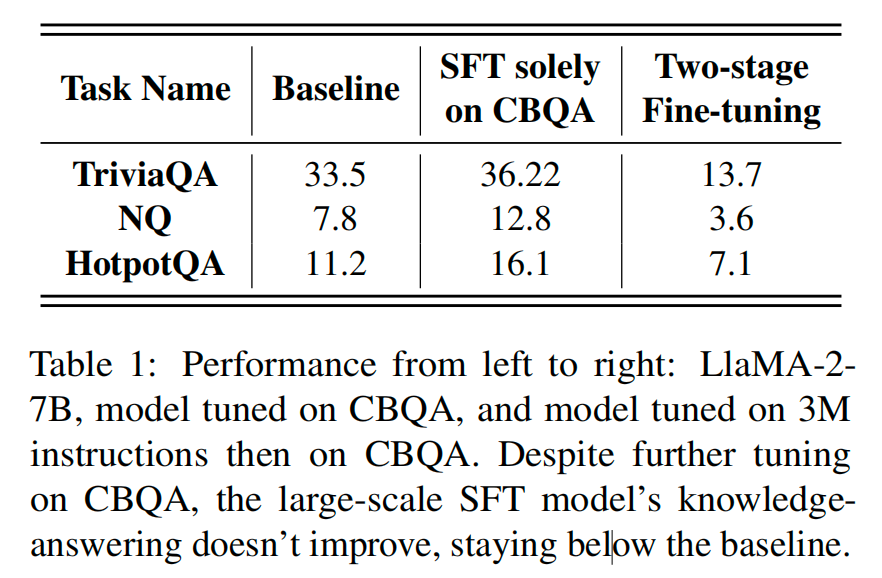 Task Name Baseline SFT solely on CBQA Two-stage Fine-tuning
TriviaQA 33.5 36.22 13.7
NQ 7.8 12.8 3.6
HotpotQA 11.2 16.1 7.1
Table 1: Performance from left to right: LlaMA-2-
7B, model tuned on CBQA, and model tuned on 3M
instructions then on CBQA. Despite further tuning
on CBQA, the large-scale SFT model's knowledge-
answering doesn't improve, staying below the baseline.